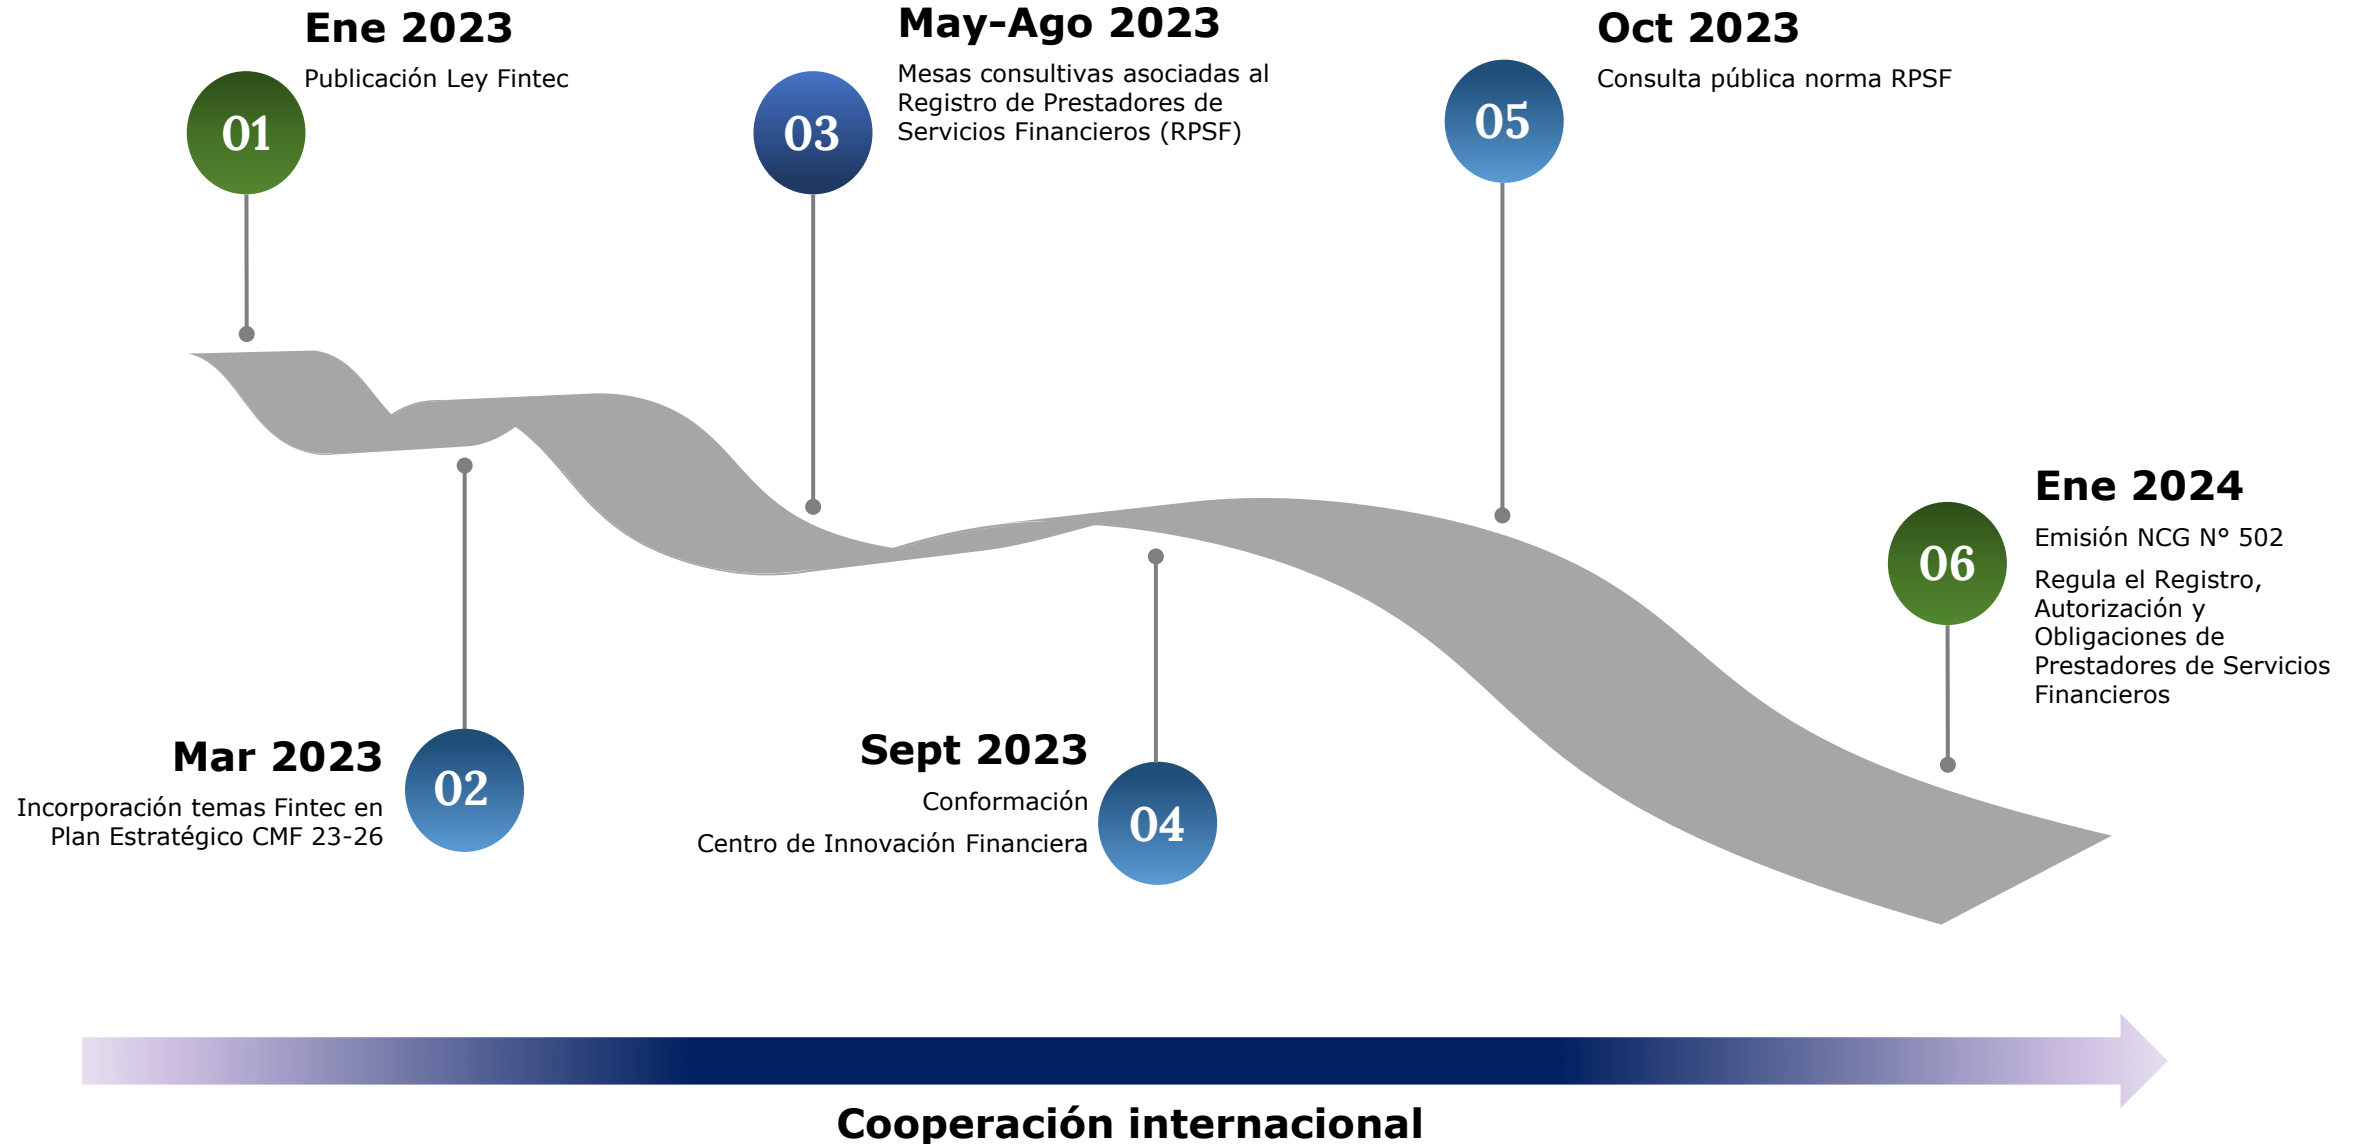 Ene 2023
Publicación Ley Fintec
01
May–Ago 2023
Mesas consultivas asociadas al
Registro de Prestadores de
Servicios Financieros (RPSF)
03
Oct 2023
Consulta pública norma RPSF
05
Mar 2023
Incorporación temas Fintec en
Plan Estratégico CMF 23-26
02
Sept 2023
Conformación
Centro de Innovación Financiera
04
Ene 2024
Emisión NCG N° 502
Regula el Registro,
Autorización y
Obligaciones de
Prestadores de Servicios
Financieros
06
Cooperación internacional